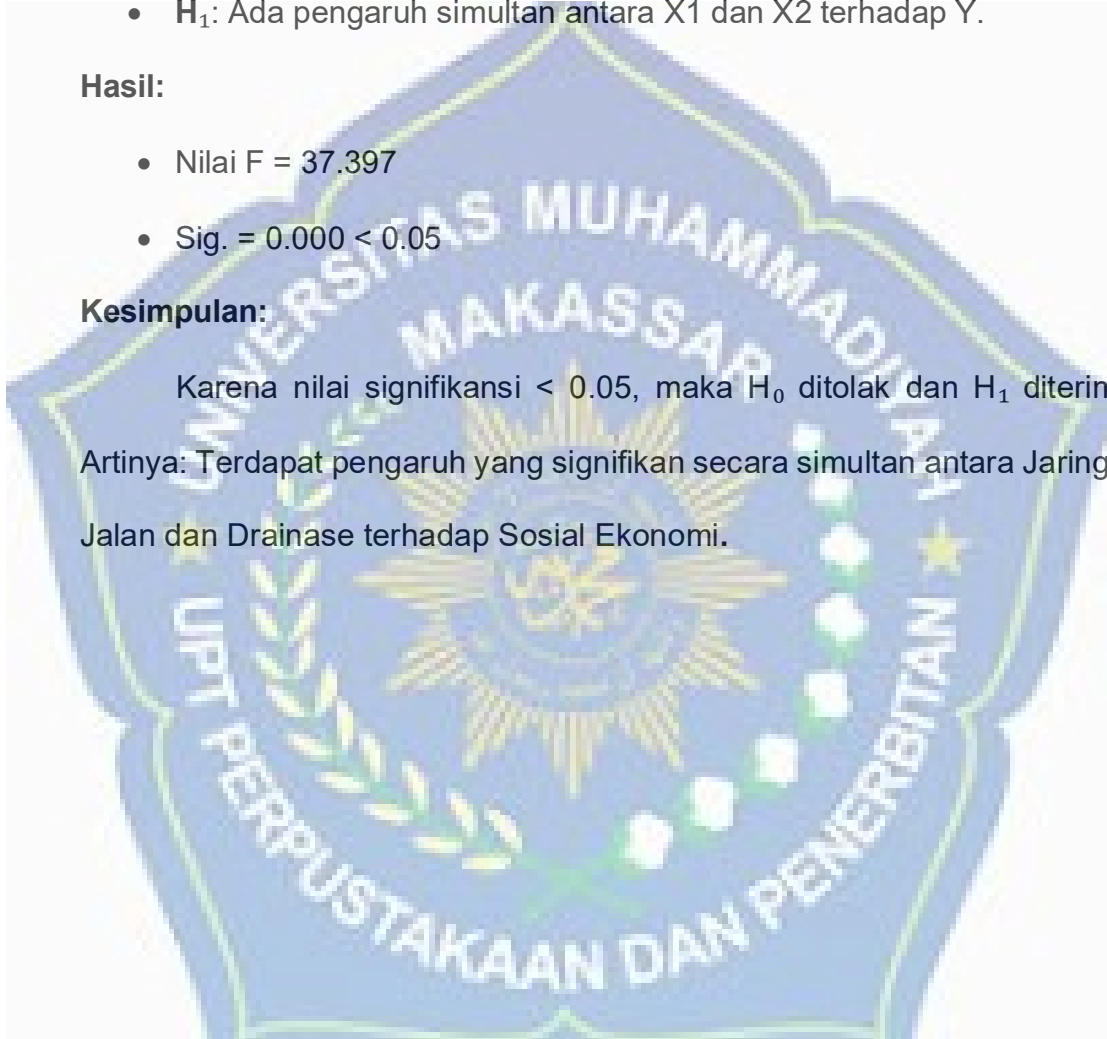 • H₁: Ada pengaruh simultan antara X1 dan X2 terhadap Y.
Hasil:
• Nilai F = 37.397
• Sig. = 0.000 < 0.05
Kesimpulan:
Karena nilai signifikansi < 0.05, maka H₀ ditolak dan H₁ diterim
Artinya: Terdapat pengaruh yang signifikan secara simultan antara Jaring
Jalan dan Drainase terhadap Sosial Ekonomi.
UNIVERSITAS MUHAMMADIYAH
MAKASSAR
UPT PERPUSTAKAAN DAN PENERBITAN